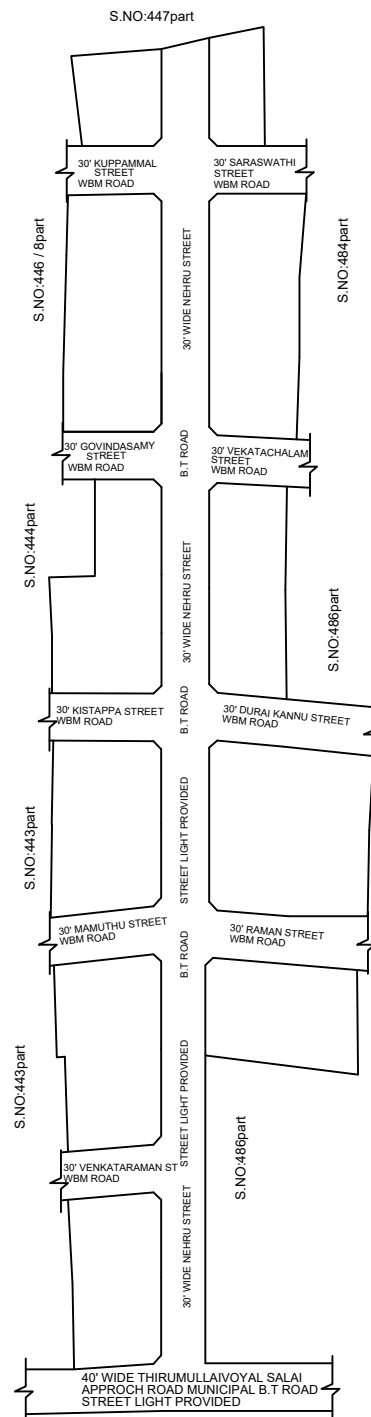 S.NO:447part
30' KUPPAMMAL
STREET
WBM ROAD
30' SARASWATHI
STREET
WBM ROAD
S.NO:446 / 8part
30' WIDE NEHRU STREET
S.NO:484part
30' GOVINDASAMY
STREET
WBM ROAD
B.T ROAD
30' VEKATACHALAM
STREET
WBM ROAD
S.NO:444part
30' WIDE NEHRU STREET
S.NO:486part
30' KISTAPPA STREET
WBM ROAD
B.T ROAD
30' DURAI KANNU STREET
WBM ROAD
S.NO:443part
STREET LIGHT PROVIDED
30' MAMUTHU STREET
WBM ROAD
B.T ROAD
30' RAMAN STREET
WBM ROAD
S.NO:443part
STREET LIGHT PROVIDED
S.NO:486part
30' VENKATARAMAN ST
WBM ROAD
30' WIDE NEHRU STREET
40' WIDE THIRUMULLAIVOYAL SALAI
APPROCH ROAD MUNICIPAL B.T ROAD
STREET LIGHT PROVIDED